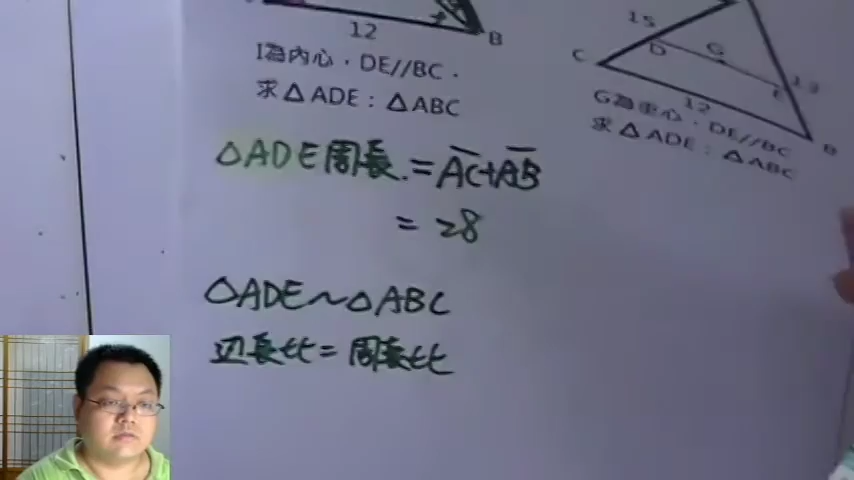 12
B
I為內心,DE//BC.
求△ADE:△ABC
△ADE周長.=AC+AB
=28
△ADE~△ABC
边長比=周長比
15
C
D
G
E
13
12
B
G為重心,DE//BC
求△ADE:△ABC